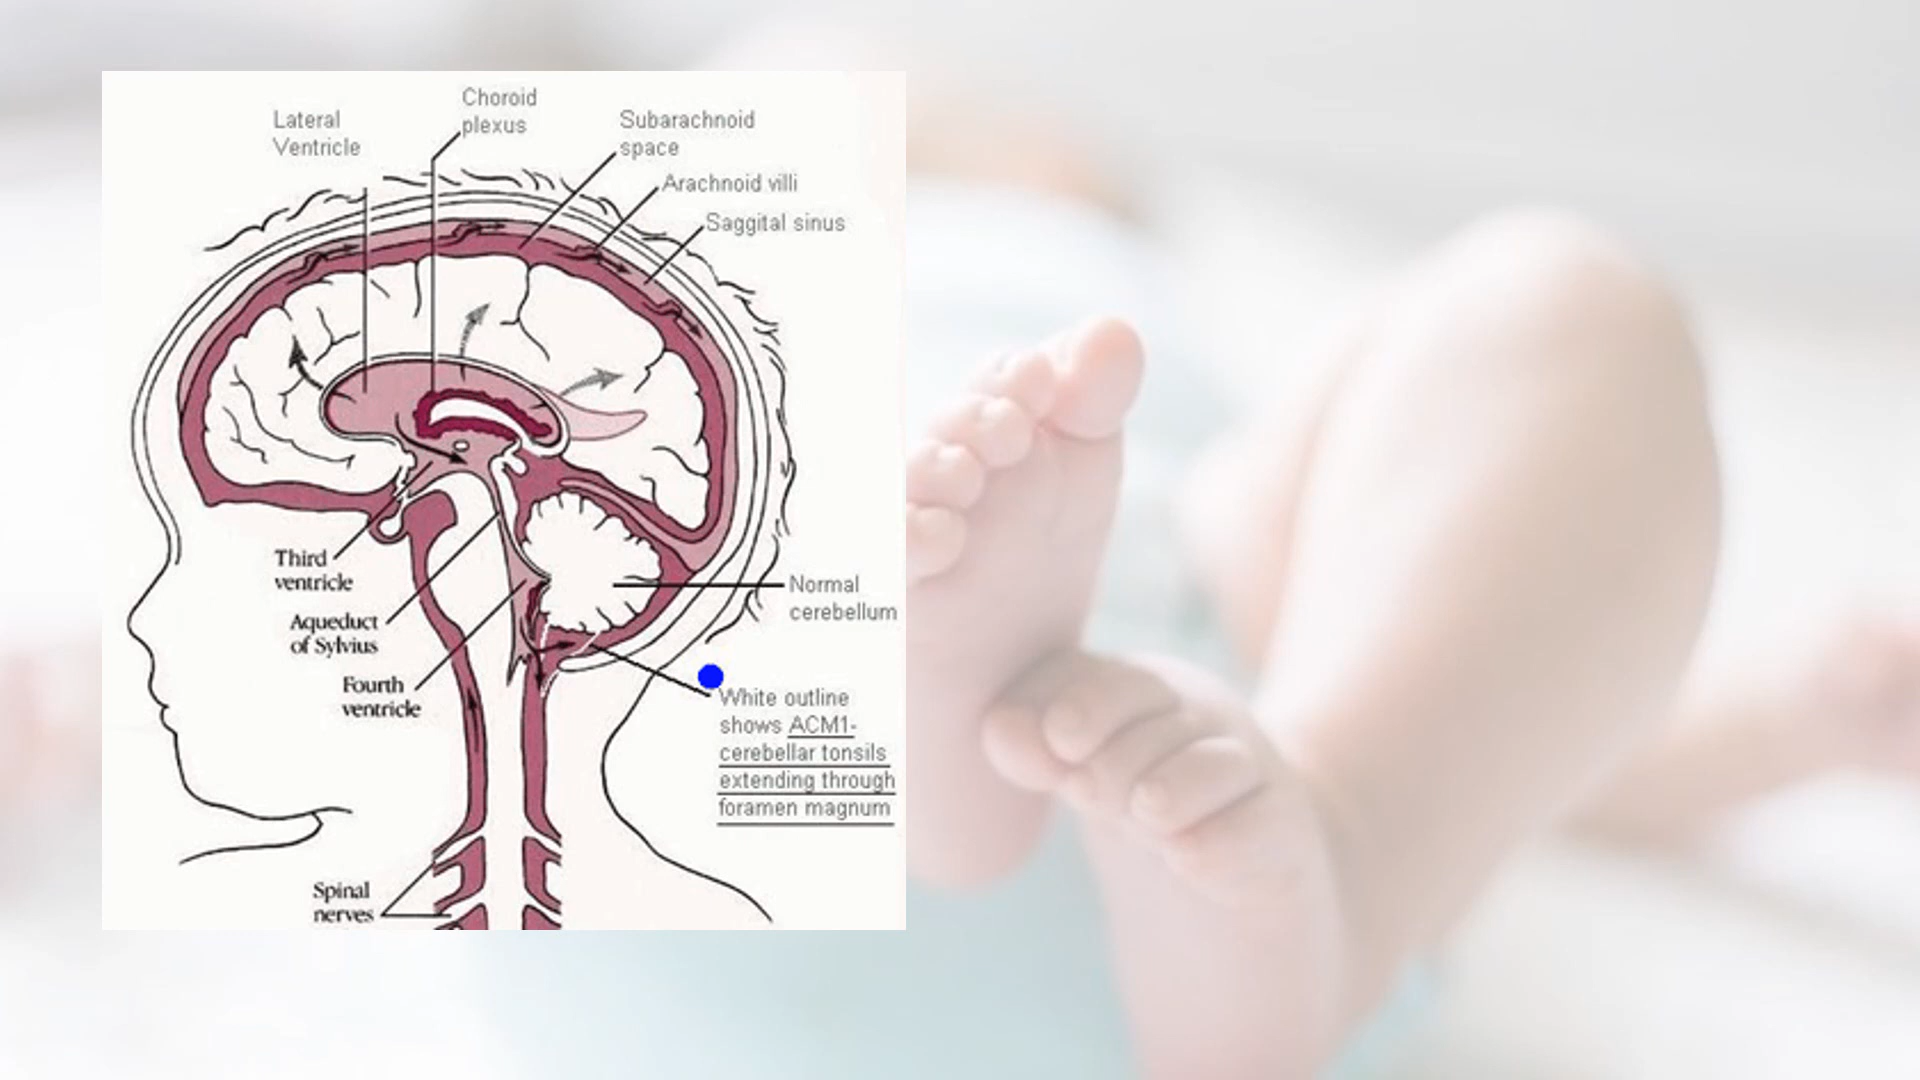 Choroid
plexus
Lateral
Ventricle
Subarachnoid
space
Arachnoid villi
Saggital sinus
Third
ventricle
Aqueduct
of Sylvius
Fourth
ventricle
Normal
cerebellum
White outline
shows ACM1-
cerebellar tonsils
extending through
foramen magnum
Spinal
nerves